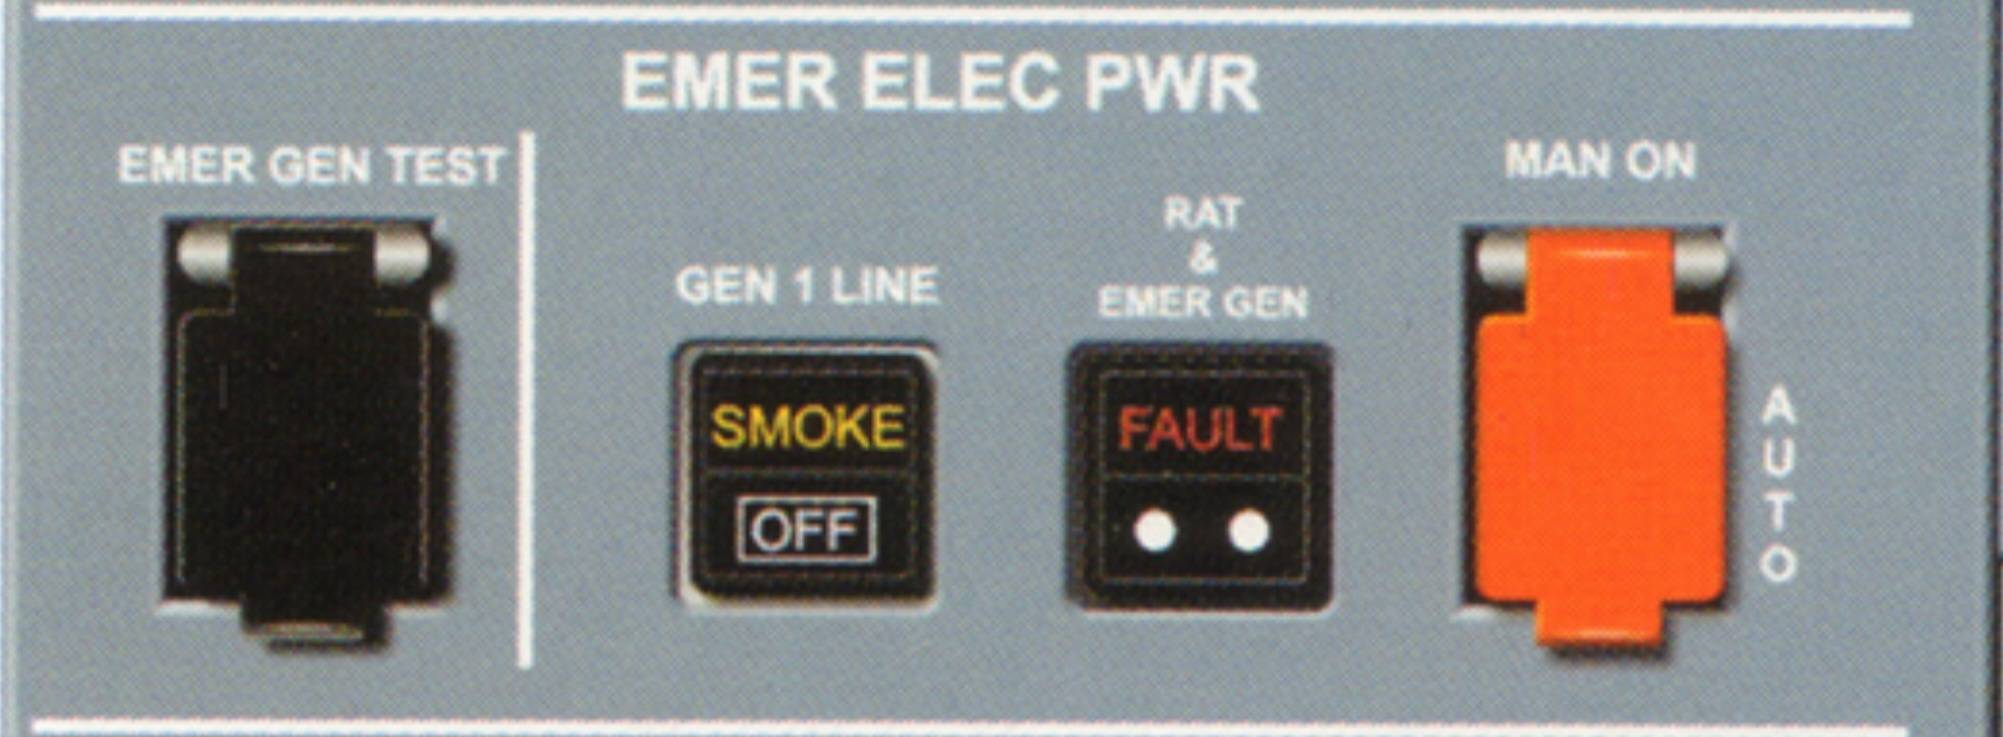 EMER ELEC PWR
EMER GEN TEST
GEN 1 LINE
SMOKE
OFF
RAT
&
EMER GEN
FAULT
MAN ON
AUTO